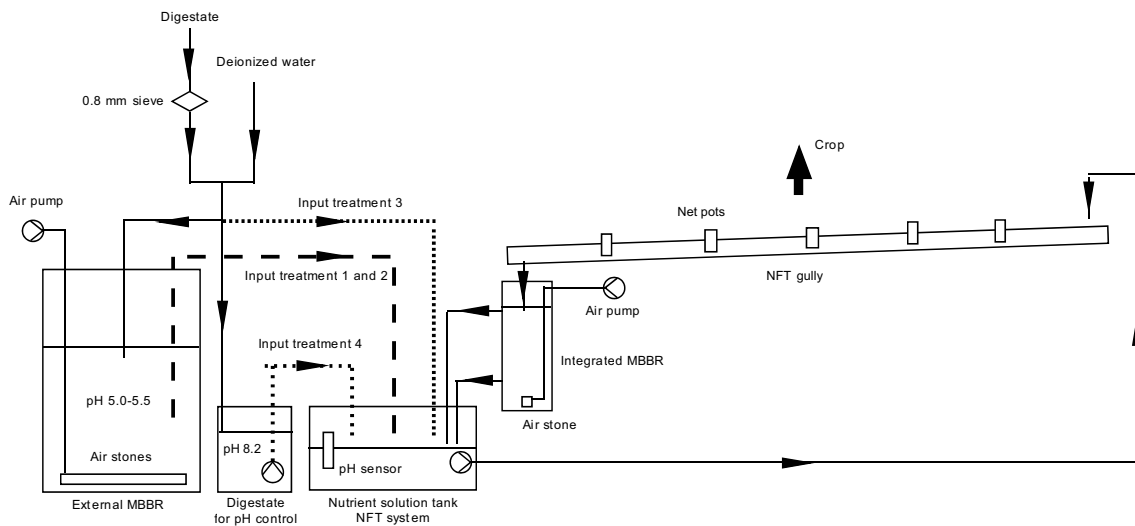 Digestate
Deionized water
0.8 mm sieve
Crop
Air pump
Input treatment 3
Net pots
Input treatment 1 and 2
NFT gully
Air pump
Input treatment 4
Integrated MBBR
pH 5.0-5.5
Air stone
pH 8.2
Air stones
pH sensor
External MBBR
Digestate
for pH control
Nutrient solution tank
NFT system